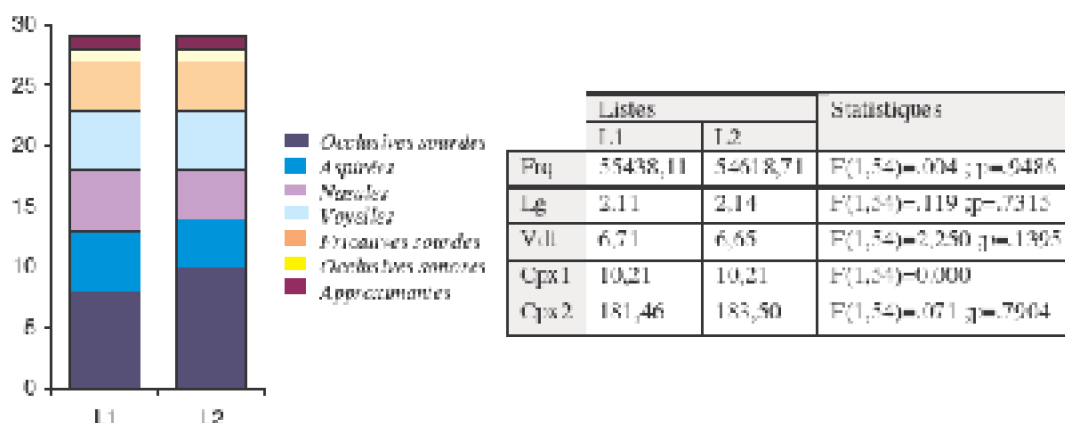 30
25
20
15
10
5
0
L1 L2
Occlusives sourdes
Aspirées
Nasales
Voyelles
Fricatives sourdes
Occlusives sonores
Approximantes
Listes Statistiques
L1 L2
Frq 55438,11 54618,71 F(1,54)=.004 ; p=.9486
Lg 2,11 2,14 F(1,54)=.119 ;p=.7315
Vdl 6,71 6,65 F(1,54)=2,250 ;p=.1395
Cpx1 10,21 10,21 F(1,54)=0.000
Cpx2 181,46 183,50 F(1,54)=.071 ;p=.7904